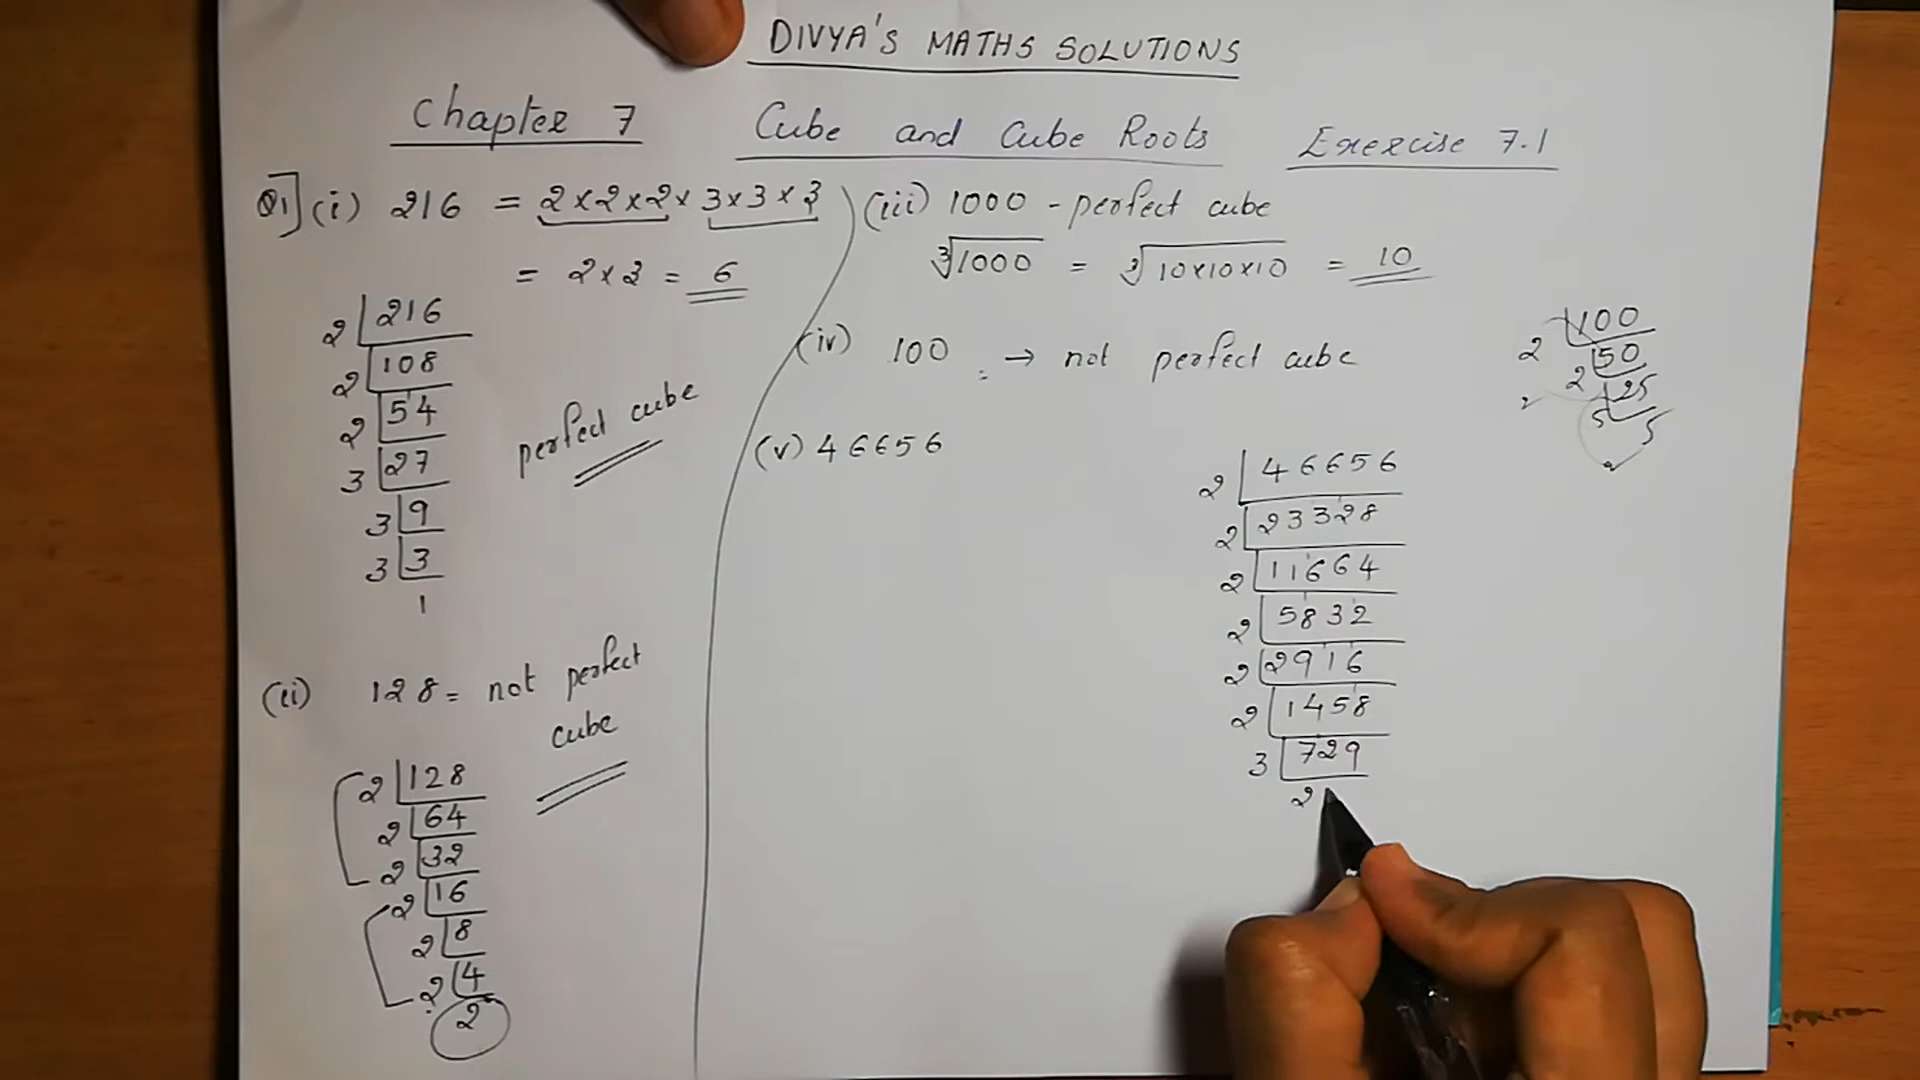 DIVYA'S MATHS SOLUTIONS
Chapter 7 Cube and Cube Roots Exercise 7.1
Q1] (i) 216 = 2×2×2×3×3×3
= 2×3 = 6
2 216
2 108
2 54
3 27
3 9
3 3
1
perfect cube
(ii) 128 = not perfect
cube
2 128
2 64
2 32
2 16
2 8
2 4
2
(iii) 1000 - perfect cube
∛1000 = ∛10×10×10 = 10
(iv) 100 → not perfect cube
100
2 50
2 25
5 5
(v) 46656
2 46656
2 23328
2 11664
2 5832
2 2916
2 1458
3 729
2